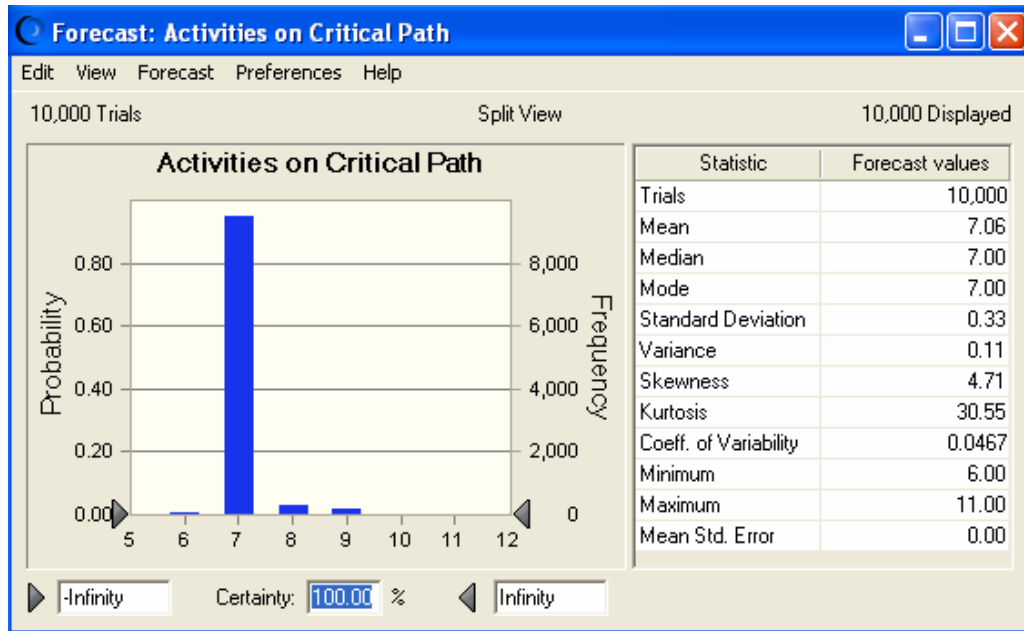 Forecast: Activities on Critical Path
Edit View Forecast Preferences Help
10,000 Trials Split View 10,000 Displayed
Activities on Critical Path
Probability
0.80
0.60
0.40
0.20
0.00
8,000
6,000
4,000
2,000
0
Frequency
5 6 7 8 9 10 11 12
Statistic Forecast values
Trials 10,000
Mean 7.06
Median 7.00
Mode 7.00
Standard Deviation 0.33
Variance 0.11
Skewness 4.71
Kurtosis 30.55
Coeff. of Variability 0.0467
Minimum 6.00
Maximum 11.00
Mean Std. Error 0.00
-Infinity Certainty: 100.00 % Infinity